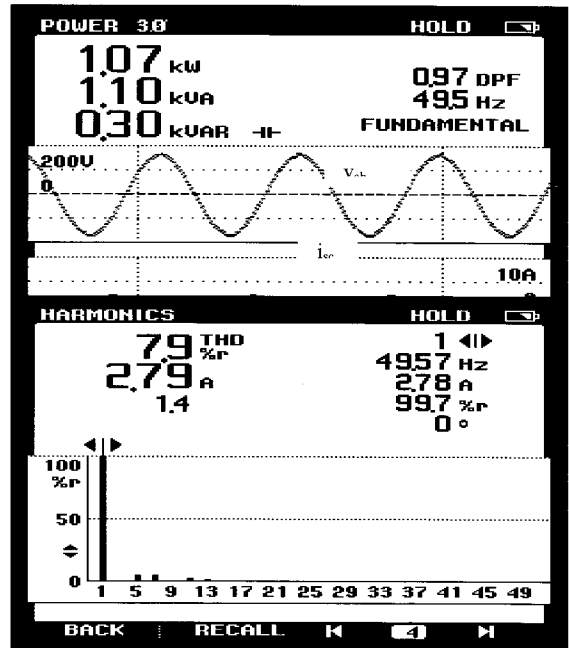 POWER 3.0 HOLD
1.07 kW
1.10 kVA
0.30 kVAR
0.97 DPF
49.5 Hz
FUNDAMENTAL
200V
0
10A
HARMONICS HOLD
7.9 THD %r
2.79 A
1.4
1
49.57 Hz
2.78 A
99.7 %r
0 °
100
%r
50
0
1 5 9 13 17 21 25 29 33 37 41 45 49
BACK RECALL 4